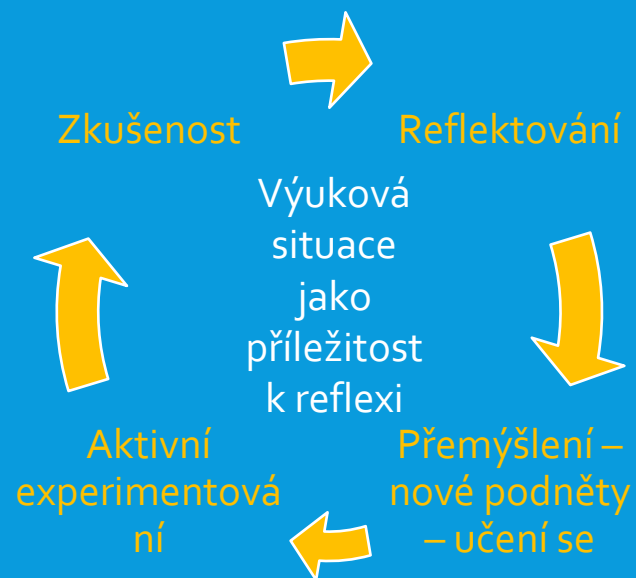 Zkušenost
Reflektování
Výuková
situace
jako
příležitost
k reflexi
Přemýšlení –
nové podněty
– učení se
Aktivní
experimentová
ní